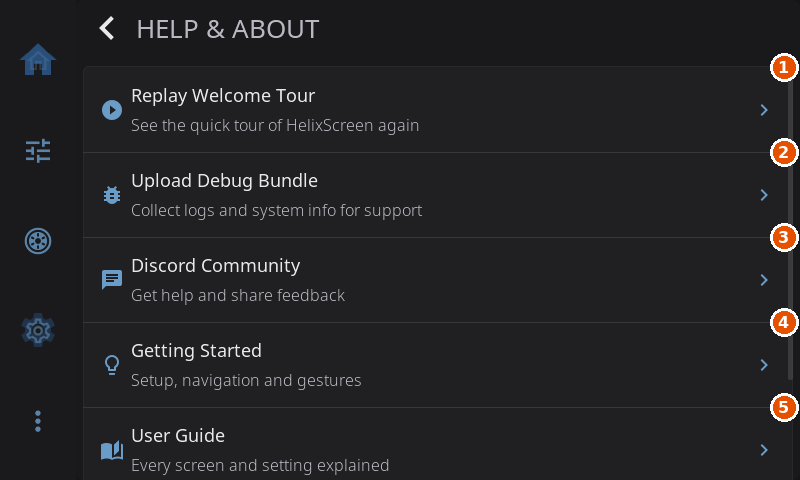 HELP & ABOUT
1
Replay Welcome Tour
See the quick tour of HelixScreen again
2
Upload Debug Bundle
Collect logs and system info for support
3
Discord Community
Get help and share feedback
4
Getting Started
Setup, navigation and gestures
5
User Guide
Every screen and setting explained